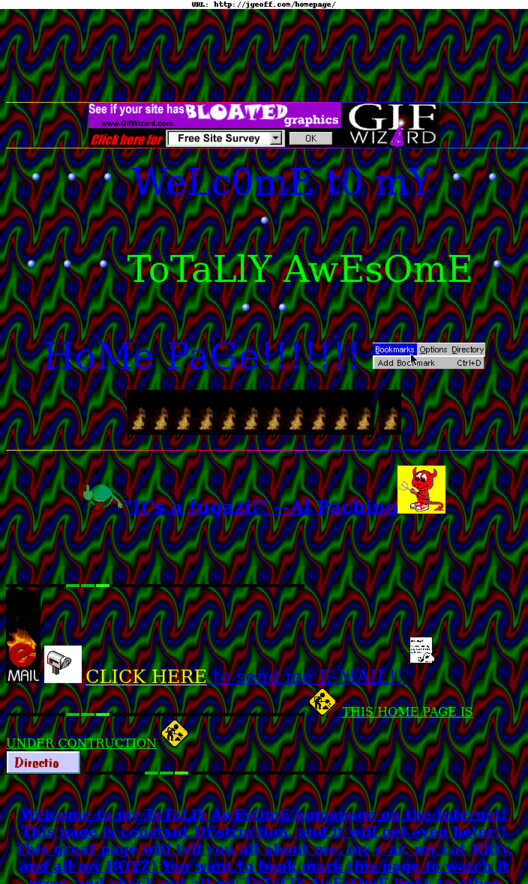 URL: http://jgeoff.com/homepage/
See if your site has BLOATED graphics
www.GifWizard.com
GIF WIZARD
Click here for Free Site Survey OK
WeLc0mE t0 mY
ToTaLlY AwEsOmE
HoMe PaGe!!!!!!!
Bookmarks Options Directory
Add Bookmark Ctrl+D
"It's a fugazi!" --Al Pachino
e MAIL
CLICK HERE to send me E-MAIL!!
THIS HOME PAGE IS
UNDER CONTRUCTION
Directio
Welcome to my ToTaLlY AwEsOmE homepage on the Internet!
This page is constant DEstruction, and it will get even beter!!
This great page will tell you all about me, my car, my cat Kitty,
and all my BOYZ! You want to book mark this page to watch it